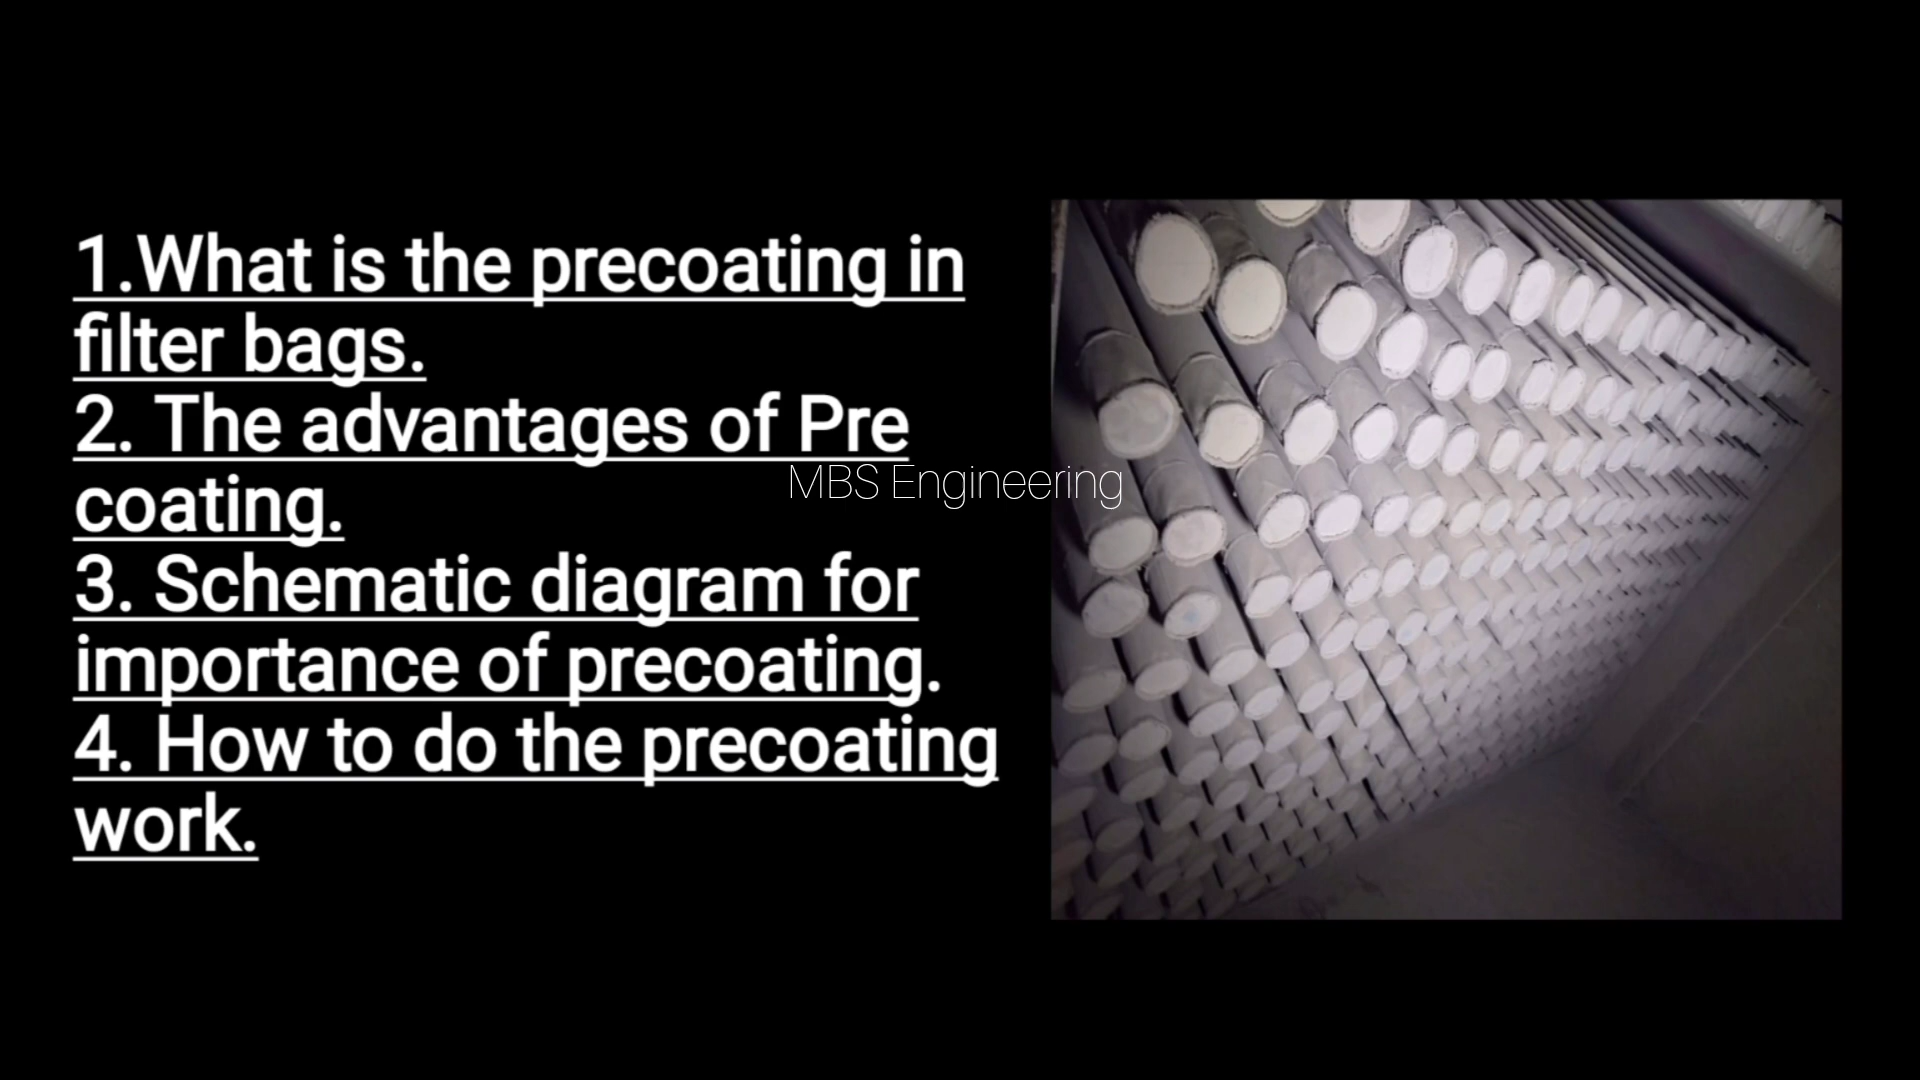 1.What is the precoating in
filter bags.
2. The advantages of Pre
coating.
3. Schematic diagram for
importance of precoating.
4. How to do the precoating
work.
MBS Engineering